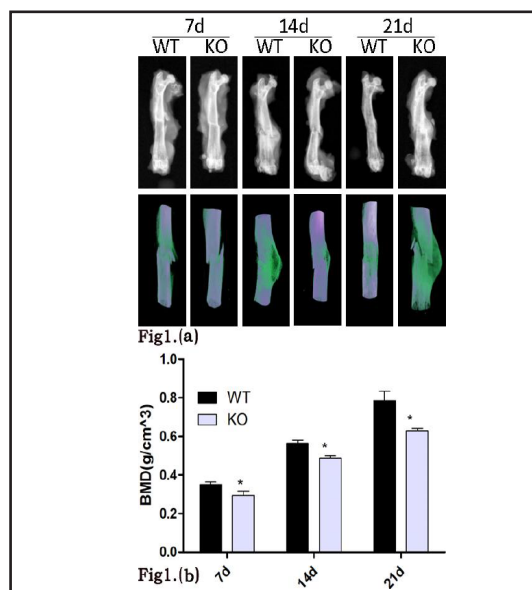 7d 14d 21d
WT KO WT KO WT KO
Fig1.(a)
1.0
0.8
0.6
0.4
0.2
0.0
BMD(g/cm^3)
WT
KO
* * *
7d 14d 21d
Fig1.(b)